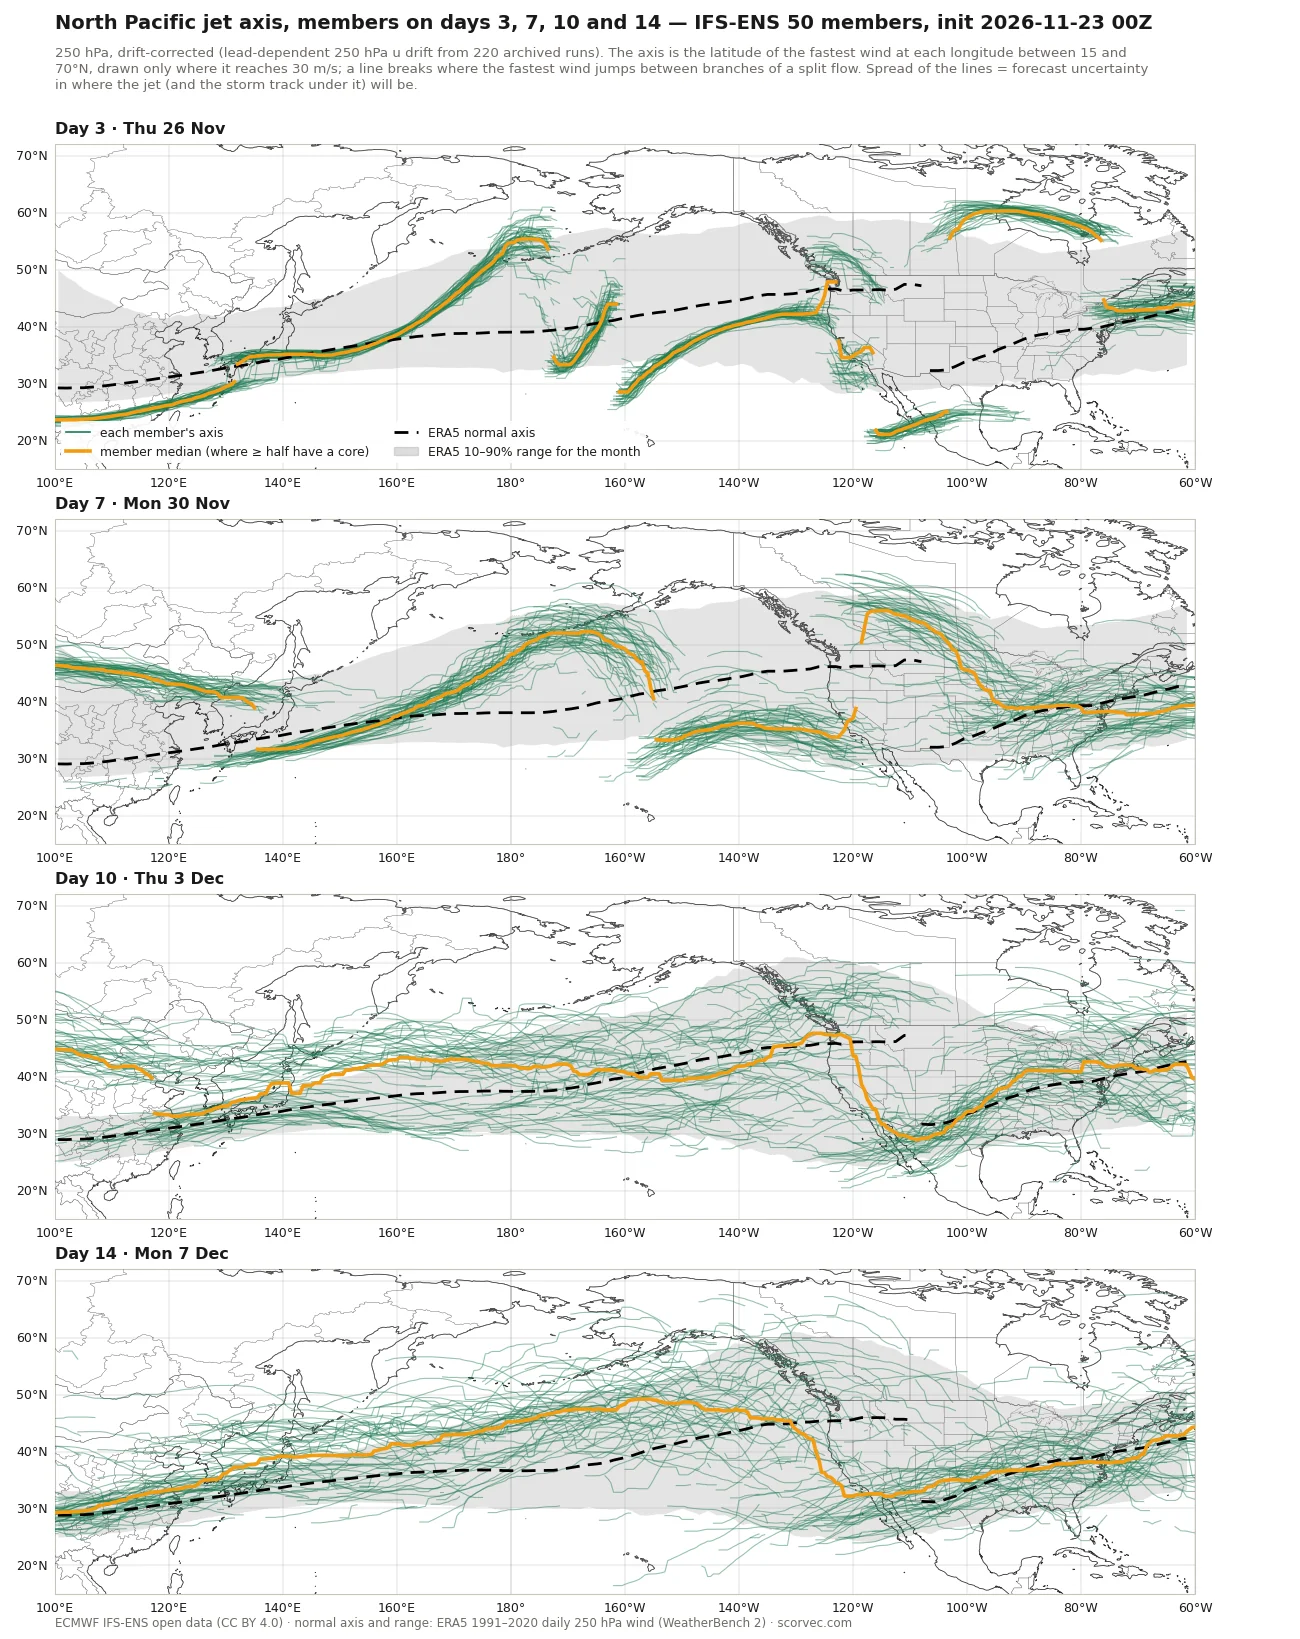 North Pacific jet axis, members on days 3, 7, 10 and 14 — IFS-ENS 50 members, init 2026-11-23 00Z
250 hPa, drift-corrected (lead-dependent 250 hPa u drift from 220 archived runs). The axis is the latitude of the fastest wind at each longitude between 15 and
70°N, drawn only where it reaches 30 m/s; a line breaks where the fastest wind jumps between branches of a split flow. Spread of the lines = forecast uncertainty
in where the jet (and the storm track under it) will be.
Day 3 · Thu 26 Nov
70°N
60°N
50°N
40°N
30°N
20°N
each member's axis
member median (where ≥ half have a core)
ERA5 normal axis
ERA5 10–90% range for the month
100°E 120°E 140°E 160°E 180° 160°W 140°W 120°W 100°W 80°W 60°W
Day 7 · Mon 30 Nov
70°N
60°N
50°N
40°N
30°N
20°N
100°E 120°E 140°E 160°E 180° 160°W 140°W 120°W 100°W 80°W 60°W
Day 10 · Thu 3 Dec
70°N
60°N
50°N
40°N
30°N
20°N
100°E 120°E 140°E 160°E 180° 160°W 140°W 120°W 100°W 80°W 60°W
Day 14 · Mon 7 Dec
70°N
60°N
50°N
40°N
30°N
20°N
100°E 120°E 140°E 160°E 180° 160°W 140°W 120°W 100°W 80°W 60°W
ECMWF IFS-ENS open data (CC BY 4.0) · normal axis and range: ERA5 1991–2020 daily 250 hPa wind (WeatherBench 2) · scorvec.com